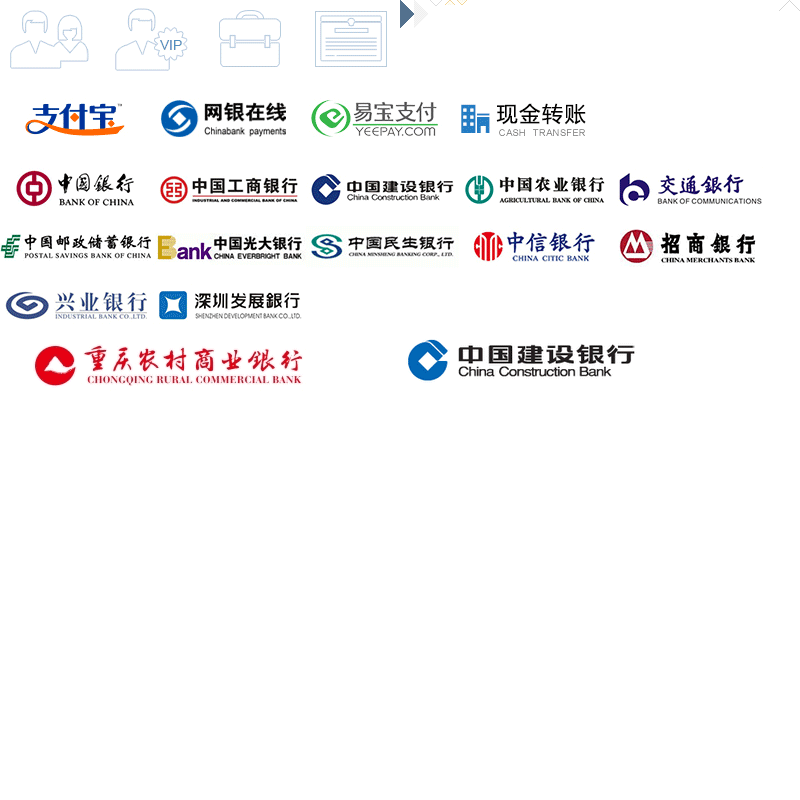 VIP
支付宝
网银在线
Chinabank payments
易宝支付
YEEPAY.COM
现金转账
CASH TRANSFER
中国银行
BANK OF CHINA
中国工商银行
INDUSTRIAL AND COMMERCIAL BANK OF CHINA
中国建设银行
China Construction Bank
中国农业银行
AGRICULTURAL BANK OF CHINA
交通銀行
BANK OF COMMUNICATIONS
中国邮政储蓄银行
POSTAL SAVINGS BANK OF CHINA
Bank
中国光大银行
CHINA EVERBRIGHT BANK
中国民生银行
CHINA MINSHENG BANKING CORP., LTD.
中信银行
CHINA CITIC BANK
招商銀行
CHINA MERCHANTS BANK
兴业银行
INDUSTRIAL BANK CO.,LTD.
深圳发展銀行
SHENZHEN DEVELOPMENT BANK CO.,LTD.
重庆农村商业银行
CHONGQING RURAL COMMERCIAL BANK
中国建设银行
China Construction Bank